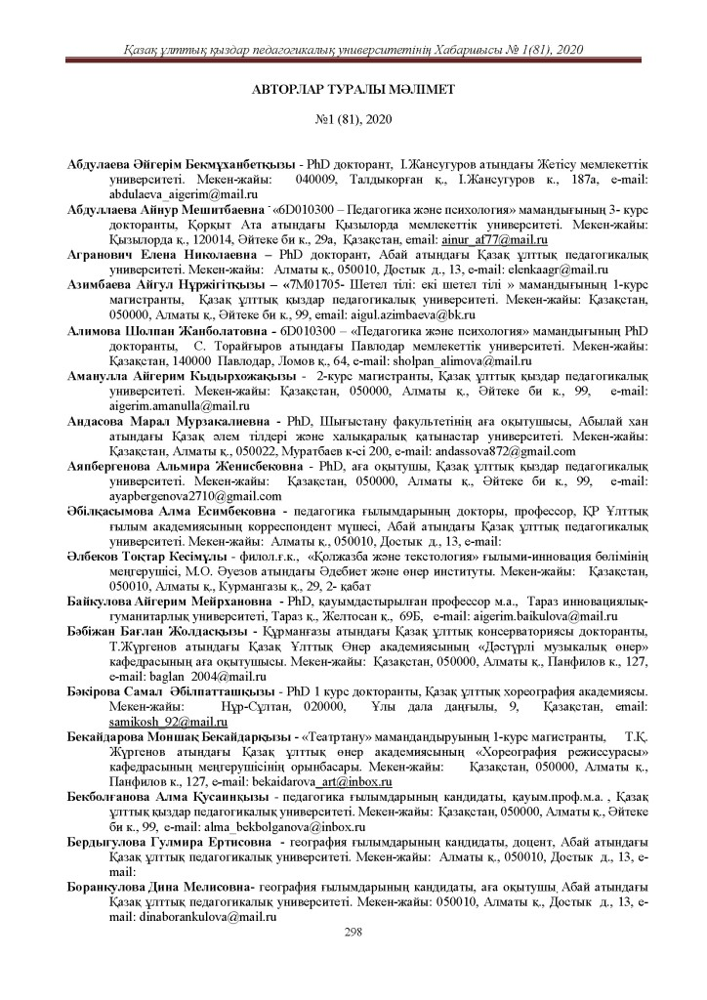 Қазақ ұлттық қыздар педагогикалық университетінің Хабаршысы № 1(81), 2020
АВТОРЛАР ТУРАЛЫ МӘЛІМЕТ
№1 (81), 2020
Абдулаева Әйгерім Бекмұханбетқызы - PhD докторант, І.Жансугуров атындағы Жетісу мемлекеттік
университеті. Мекен-жайы: 040009, Талдықорған қ., І.Жансугуров к., 187а, e-mail:
abdulaeva_aigerim@mail.ru
Абдуллаева Айнур Мешитбаевна - «6D010300 – Педагогика және психология» мамандығының 3- курс
докторанты, Қорқыт Ата атындағы Қызылорда мемлекеттік университеті. Мекен-жайы:
Қызылорда қ., 120014, Әйтеке би к., 29а, Қазақстан, email: ainur_af77@mail.ru
Агранович Елена Николаевна – PhD докторант, Абай атындағы Қазақ ұлттық педагогикалық
университеті. Мекен-жайы: Алматы қ., 050010, Достык д., 13, e-mail: elenkaagr@mail.ru
Азимбаева Айгул Нұржігітқызы – «7М01705- Шетел тілі: екі шетел тілі » мамандығының 1-курс
магистранты, Қазақ ұлттық қыздар педагогикалық университеті. Мекен-жайы: Қазақстан,
050000, Алматы қ., Әйтеке би к., 99, email: aigul.azimbaeva@bk.ru
Алимова Шолпан Жанболатовна - 6D010300 – «Педагогика және психология» мамандығының PhD
докторанты, С. Торайғыров атындағы Павлодар мемлекеттік университеті. Мекен-жайы:
Қазақстан, 140000 Павлодар, Ломов к., 64, e-mail: sholpan_alimova@mail.ru
Аманулла Айгерим Кыдырхожақызы - 2-курс магистранты, Қазақ ұлттық қыздар педагогикалық
университеті. Мекен-жайы: Қазақстан, 050000, Алматы қ., Әйтеке би к., 99, e-mail:
aigerim.amanulla@mail.ru
Андасова Марал Мурзакалиевна - PhD, Шығыстану факультетінің аға оқытушысы, Абылай хан
атындағы Қазақ әлем тілдері және халықаралық қатынастар университеті. Мекен-жайы:
Қазақстан, Алматы қ., 050022, Муратбаев к-сі 200, e-mail: andassova872@gmail.com
Аяпбергенова Альмира Женисбековна - PhD, аға оқытушы, Қазақ ұлттық қыздар педагогикалық
университеті. Мекен-жайы: Қазақстан, 050000, Алматы қ., Әйтеке би к., 99, e-mail:
ayapbergenova2710@gmail.com
Әбілқасымова Алма Есимбековна - педагогика ғылымдарының докторы, профессор, ҚР Ұлттық
ғылым академиясының корреспондент мүшесі, Абай атындағы Қазақ ұлттық педагогикалық
университеті. Мекен-жайы: Алматы қ., 050010, Достык д., 13, e-mail:
Әлбеков Тоқтар Кесімұлы - филол.ғ.к., «Қолжазба және текстология» ғылыми-инновация бөлімінің
меңгерушісі, М.О. Әуезов атындағы Әдебиет және өнер институты. Мекен-жайы: Қазақстан,
050010, Алматы қ., Курмангазы к., 29, 2- қабат
Байкулова Айгерим Мейрхановна - PhD, қауымдастырылған профессор м.а., Тараз инновациялық-
гуманитарлық университеті, Тараз қ., Желтосан к., 69Б, e-mail: aigerim.baikulova@mail.ru
Бәбіжан Бағлан Жолдасқызы - Құрманғазы атындағы Қазақ ұлттық консерваториясы докторанты,
Т.Жүргенов атындағы Қазақ Ұлттық Өнер академиясының «Дәстүрлі музыкалық өнер»
кафедрасының аға оқытушысы. Мекен-жайы: Қазақстан, 050000, Алматы қ., Панфилов к., 127,
e-mail: baglan_2004@mail.ru
Бәкірова Самал Әбілпатташқызы - PhD 1 курс докторанты, Қазақ ұлттық хореография академиясы.
Мекен-жайы: Нұр-Сұлтан, 020000, Ұлы дала даңғылы, 9, Қазақстан, email:
samikosh_92@mail.ru
Бекайдарова Моншақ Бекайдарқызы - «Театртану» мамандандыруының 1-курс магистранты, Т.Қ.
Жүргенов атындағы Қазақ ұлттық өнер академиясының «Хореография режиссурасы»
кафедрасының меңгерушісінің орынбасары. Мекен-жайы: Қазақстан, 050000, Алматы қ.,
Панфилов к., 127, e-mail: bekaidarova_art@inbox.ru
Бекболғанова Алма Қусаинқызы - педагогика ғылымдарының кандидаты, қауым.проф.м.а. , Қазақ
ұлттық қыздар педагогикалық университеті. Мекен-жайы: Қазақстан, 050000, Алматы қ., Әйтеке
би к., 99, e-mail: alma_bekbolganova@inbox.ru
Бердыгулова Гулмира Ертисовна - география ғылымдарының кандидаты, доцент, Абай атындағы
Қазақ ұлттық педагогикалық университеті. Мекен-жайы: Алматы қ., 050010, Достык д., 13, e-
mail:
Боранкулова Дина Мелисовна- география ғылымдарының кандидаты, аға оқытушы, Абай атындағы
Қазақ ұлттық педагогикалық университеті. Мекен-жайы: 050010, Алматы қ., Достык д., 13, e-
mail: dinaborankulova@mail.ru
298